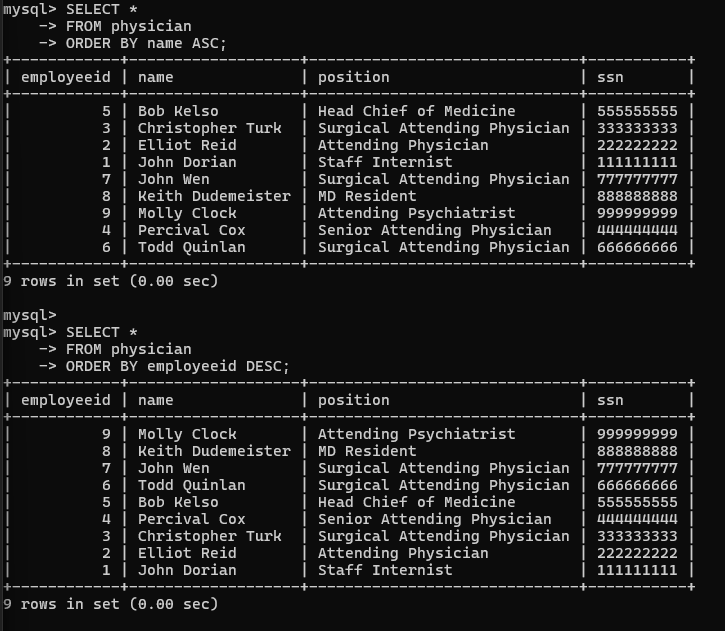 mysql> SELECT *
    -> FROM physician
    -> ORDER BY name ASC;
+------------+-------------------+------------------------------+-----------+
| employeeid | name              | position                     | ssn       |
+------------+-------------------+------------------------------+-----------+
|          5 | Bob Kelso         | Head Chief of Medicine       | 555555555 |
|          3 | Christopher Turk  | Surgical Attending Physician | 333333333 |
|          2 | Elliot Reid       | Attending Physician          | 222222222 |
|          1 | John Dorian       | Staff Internist              | 111111111 |
|          7 | John Wen          | Surgical Attending Physician | 777777777 |
|          8 | Keith Dudemeister | MD Resident                  | 888888888 |
|          9 | Molly Clock       | Attending Psychiatrist       | 999999999 |
|          4 | Percival Cox      | Senior Attending Physician   | 444444444 |
|          6 | Todd Quinlan      | Surgical Attending Physician | 666666666 |
+------------+-------------------+------------------------------+-----------+
9 rows in set (0.00 sec)

mysql>
mysql> SELECT *
    -> FROM physician
    -> ORDER BY employeeid DESC;
+------------+-------------------+------------------------------+-----------+
| employeeid | name              | position                     | ssn       |
+------------+-------------------+------------------------------+-----------+
|          9 | Molly Clock       | Attending Psychiatrist       | 999999999 |
|          8 | Keith Dudemeister | MD Resident                  | 888888888 |
|          7 | John Wen          | Surgical Attending Physician | 777777777 |
|          6 | Todd Quinlan      | Surgical Attending Physician | 666666666 |
|          5 | Bob Kelso         | Head Chief of Medicine       | 555555555 |
|          4 | Percival Cox      | Senior Attending Physician   | 444444444 |
|          3 | Christopher Turk  | Surgical Attending Physician | 333333333 |
|          2 | Elliot Reid       | Attending Physician          | 222222222 |
|          1 | John Dorian       | Staff Internist              | 111111111 |
+------------+-------------------+------------------------------+-----------+
9 rows in set (0.00 sec)